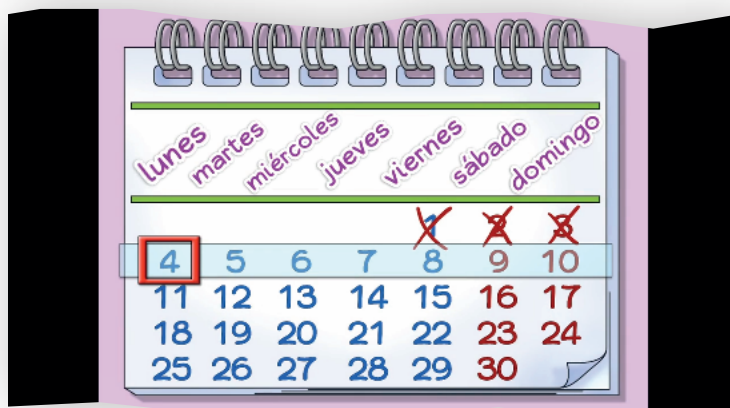 lunes martes miércoles jueves viernes sábado domingo
1 2 3
4 5 6 7 8 9 10
11 12 13 14 15 16 17
18 19 20 21 22 23 24
25 26 27 28 29 30